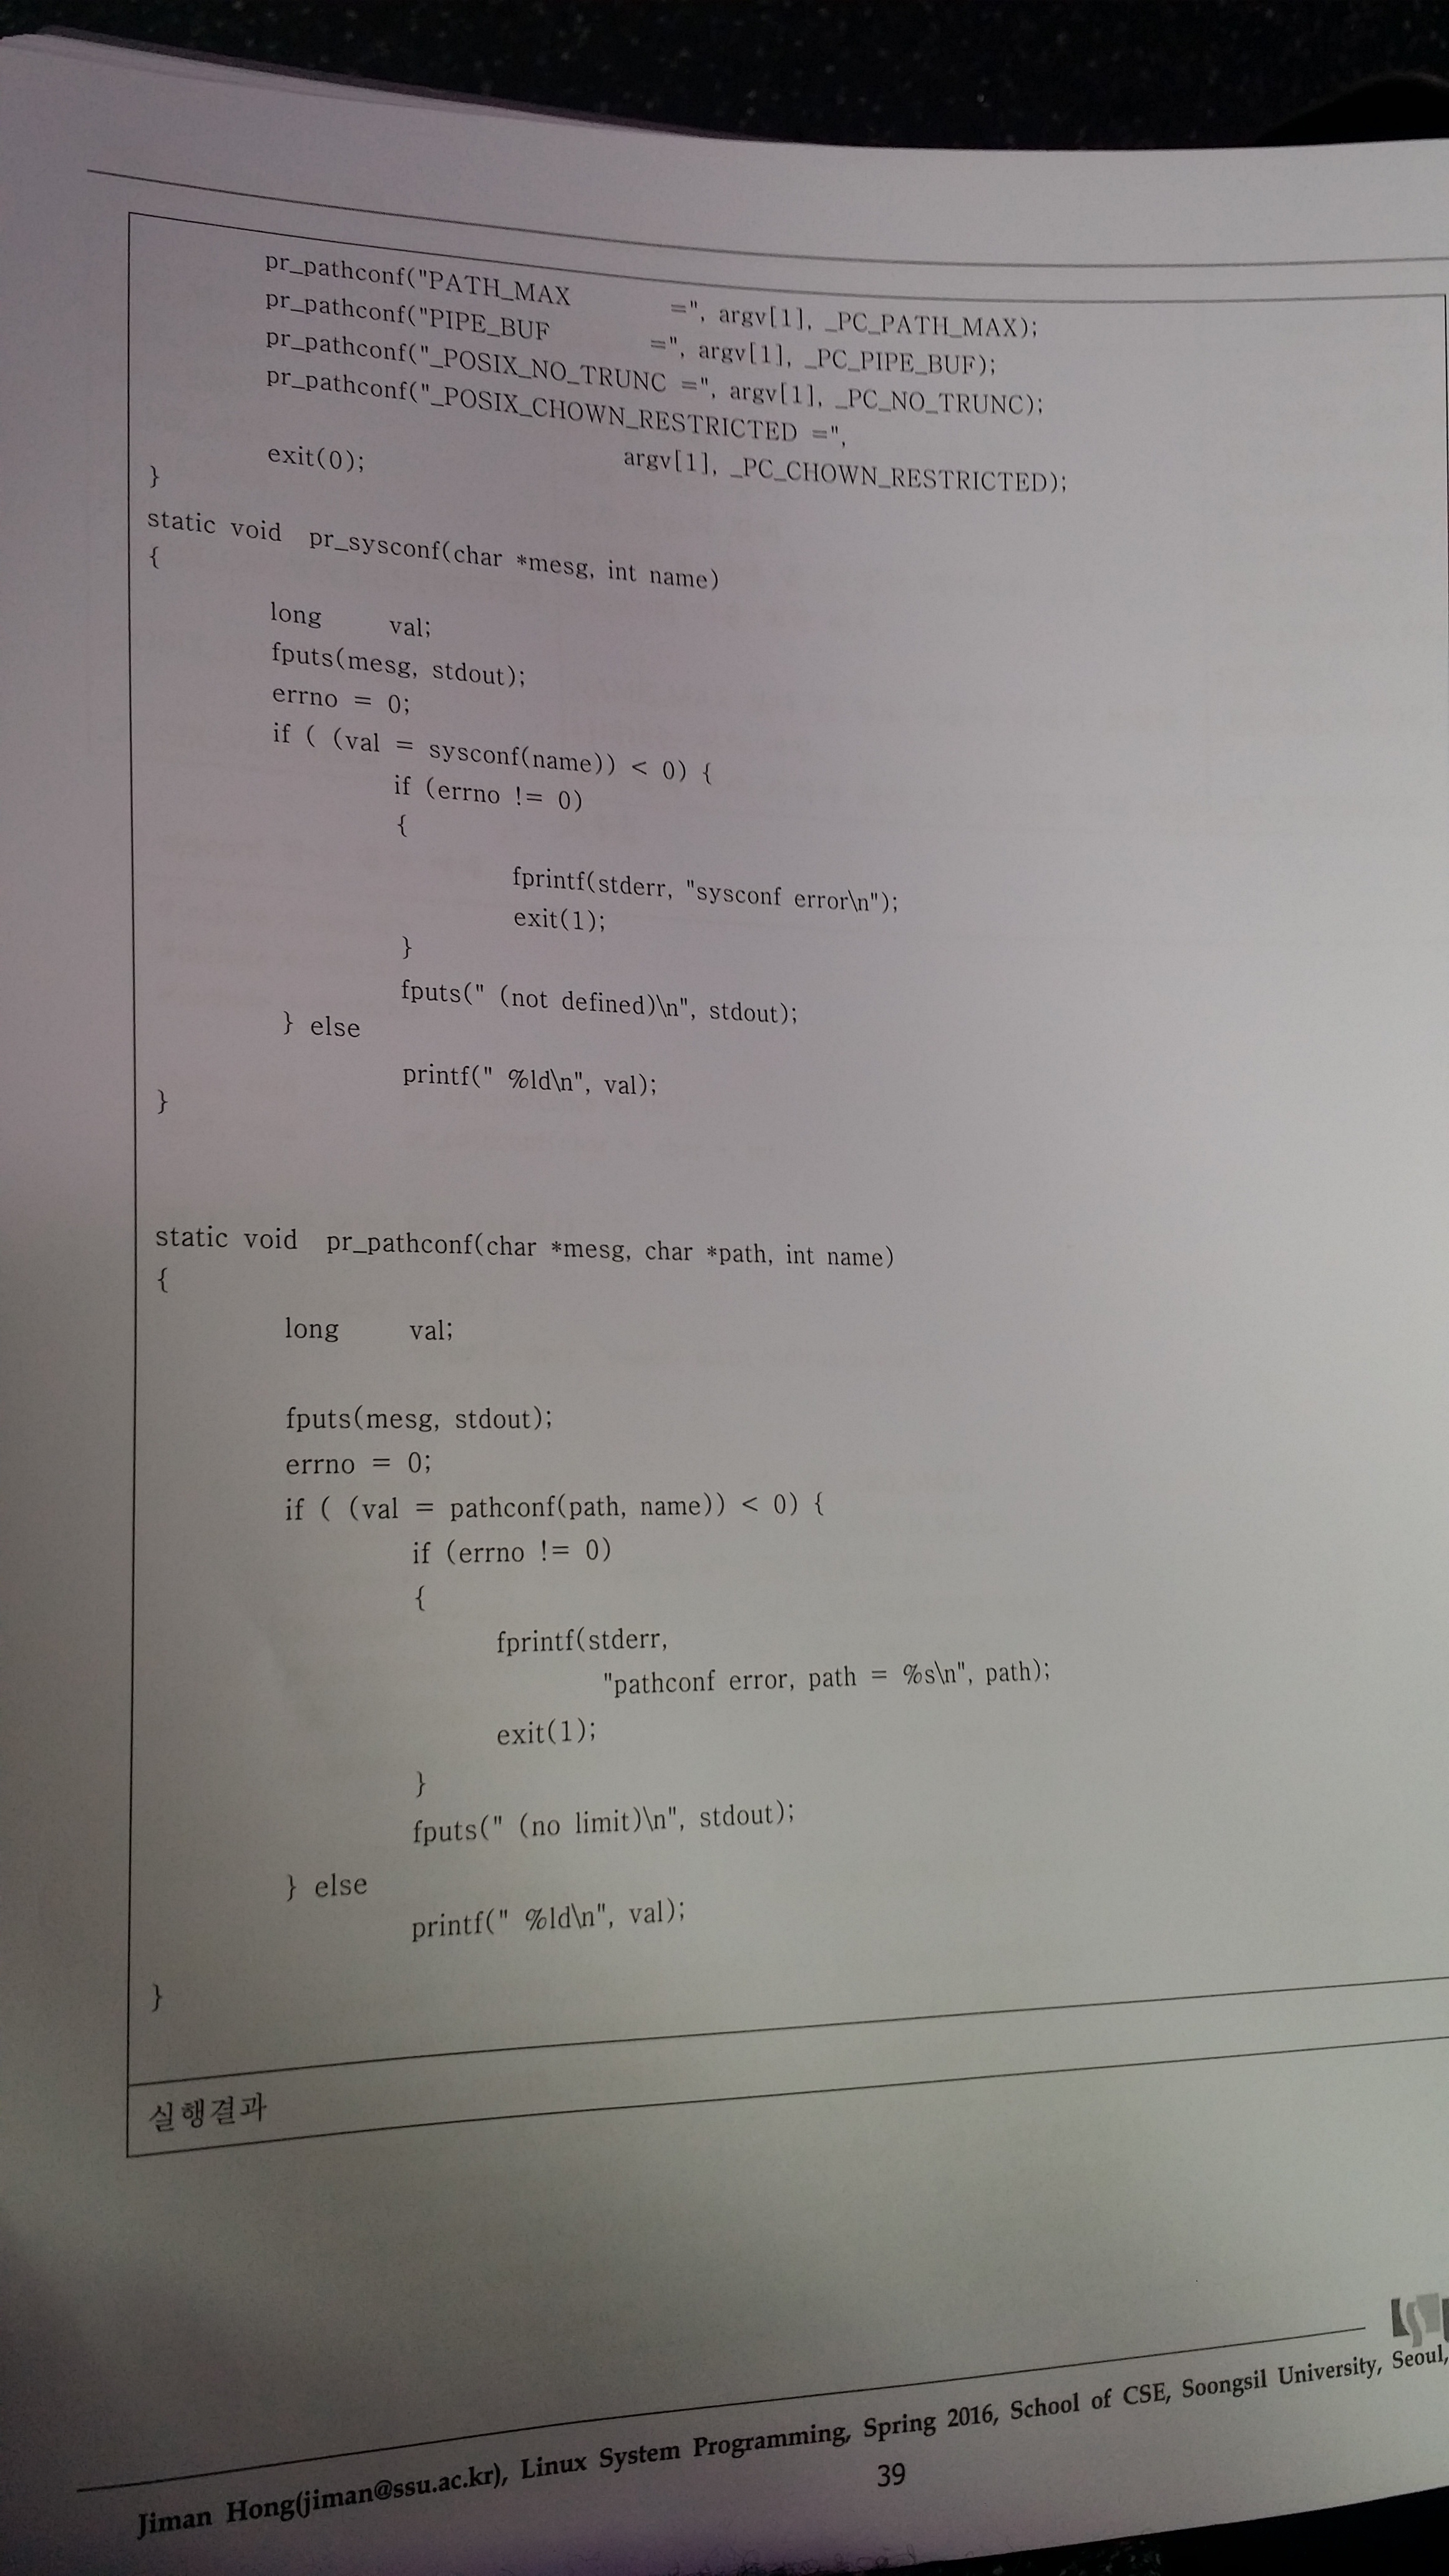 pr_pathconf("PATH_MAX =", argv[1], _PC_PATH_MAX);
pr_pathconf("PIPE_BUF =", argv[1], _PC_PIPE_BUF);
pr_pathconf("_POSIX_NO_TRUNC =", argv[1], _PC_NO_TRUNC);
pr_pathconf("_POSIX_CHOWN_RESTRICTED =",
argv[1], _PC_CHOWN_RESTRICTED);
exit(0);
}
static void pr_sysconf(char *mesg, int name)
{
long val;
fputs(mesg, stdout);
errno = 0;
if ( (val = sysconf(name)) < 0) {
if (errno != 0)
{
fprintf(stderr, "sysconf error\n");
exit(1);
}
fputs(" (not defined)\n", stdout);
} else
printf(" %ld\n", val);
}
static void pr_pathconf(char *mesg, char *path, int name)
{
long val;
fputs(mesg, stdout);
errno = 0;
if ( (val = pathconf(path, name)) < 0) {
if (errno != 0)
{
fprintf(stderr,
"pathconf error, path = %s\n", path);
exit(1);
}
fputs(" (no limit)\n", stdout);
} else
printf(" %ld\n", val);
}
실행결과
Jiman Hong(jiman@ssu.ac.kr), Linux System Programming, Spring 2016, School of CSE, Soongsil University, Seoul,
39